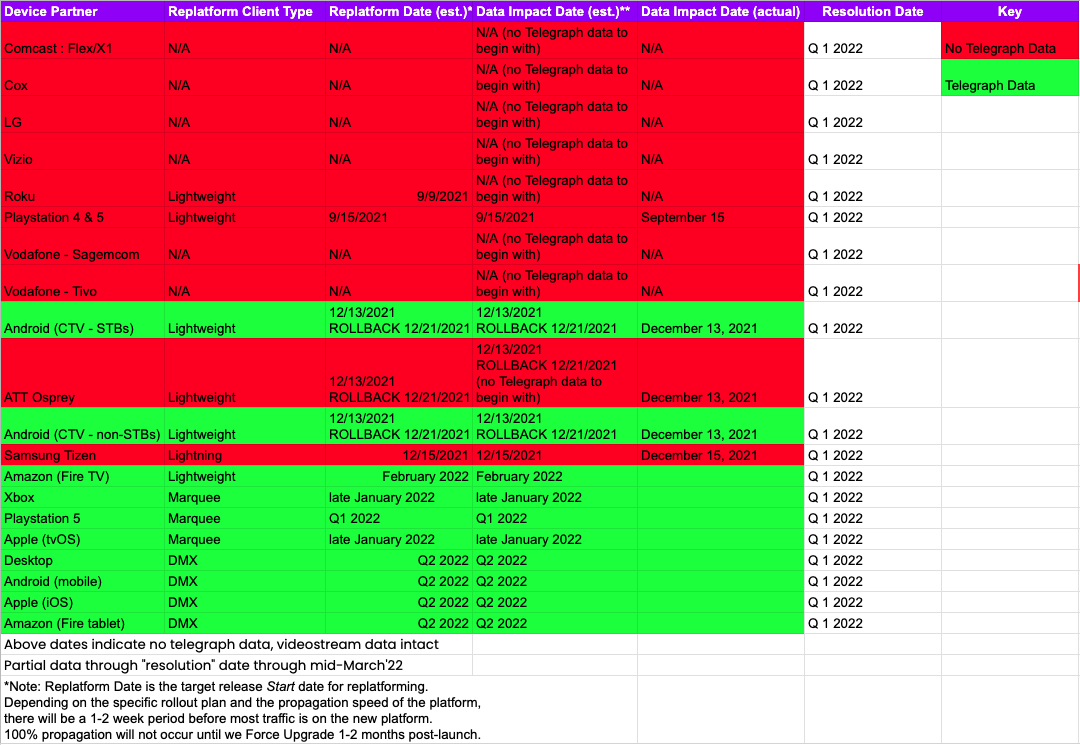 Device Partner Replatform Client Type Replatform Date (est.)* Data Impact Date (est.)** Data Impact Date (actual) Resolution Date Key
Comcast : Flex/X1 N/A N/A N/A (no Telegraph data to begin with) N/A Q 1 2022 No Telegraph Data
Cox N/A N/A N/A (no Telegraph data to begin with) N/A Q 1 2022 Telegraph Data
LG N/A N/A N/A (no Telegraph data to begin with) N/A Q 1 2022
Vizio N/A N/A N/A (no Telegraph data to begin with) N/A Q 1 2022
Roku Lightweight 9/9/2021 N/A (no Telegraph data to begin with) N/A Q 1 2022
Playstation 4 & 5 Lightweight 9/15/2021 9/15/2021 September 15 Q 1 2022
Vodafone - Sagemcom N/A N/A N/A (no Telegraph data to begin with) N/A Q 1 2022
Vodafone - Tivo N/A N/A N/A (no Telegraph data to begin with) N/A Q 1 2022
Android (CTV - STBs) Lightweight 12/13/2021 ROLLBACK 12/21/2021 12/13/2021 ROLLBACK 12/21/2021 December 13, 2021 Q 1 2022
ATT Osprey Lightweight 12/13/2021 ROLLBACK 12/21/2021 12/13/2021 ROLLBACK 12/21/2021 (no Telegraph data to begin with) December 13, 2021 Q 1 2022
Android (CTV - non-STBs) Lightweight 12/13/2021 ROLLBACK 12/21/2021 12/13/2021 ROLLBACK 12/21/2021 December 13, 2021 Q 1 2022
Samsung Tizen Lightning 12/15/2021 12/15/2021 December 15, 2021 Q 1 2022
Amazon (Fire TV) Lightweight February 2022 February 2022 Q 1 2022
Xbox Marquee late January 2022 late January 2022 Q 1 2022
Playstation 5 Marquee Q1 2022 Q1 2022 Q 1 2022
Apple (tvOS) Marquee late January 2022 late January 2022 Q 1 2022
Desktop DMX Q2 2022 Q2 2022 Q 1 2022
Android (mobile) DMX Q2 2022 Q2 2022 Q 1 2022
Apple (iOS) DMX Q2 2022 Q2 2022 Q 1 2022
Amazon (Fire tablet) DMX Q2 2022 Q2 2022 Q 1 2022
Above dates indicate no telegraph data, videostream data intact
Partial data through "resolution" date through mid-March'22
*Note: Replatform Date is the target release Start date for replatforming.
Depending on the specific rollout plan and the propagation speed of the platform,
there will be a 1-2 week period before most traffic is on the new platform.
100% propagation will not occur until we Force Upgrade 1-2 months post-launch.